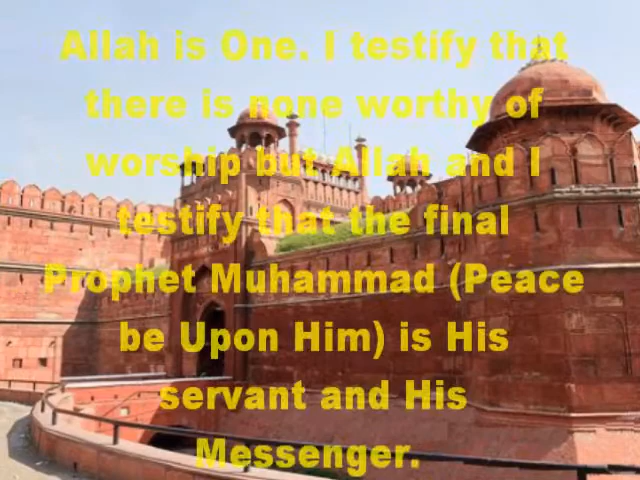 Allah is One. I testify that
there is none worthy of
worship but Allah and I
testify that the final
Prophet Muhammad (Peace
be Upon Him) is His
servant and His
Messenger.